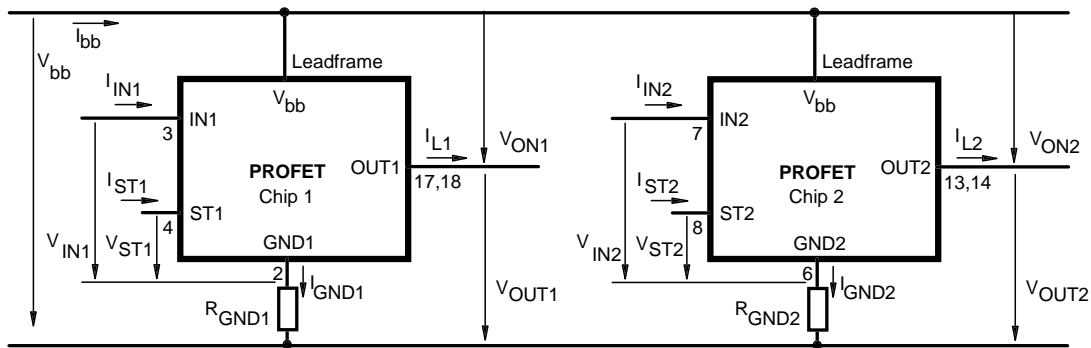 I bb
V bb
Leadframe
V bb
I IN1
3
IN1
I ST1
4
ST1
V IN1
V ST1
PROFET
Chip 1
OUT1
GND1
2
I L1
17,18
V ON1
V OUT1
I GND1
R GND1
Leadframe
V bb
I IN2
7
IN2
I ST2
8
ST2
V IN2
V ST2
PROFET
Chip 2
OUT2
GND2
6
I L2
13,14
V ON2
V OUT2
I GND2
R GND2